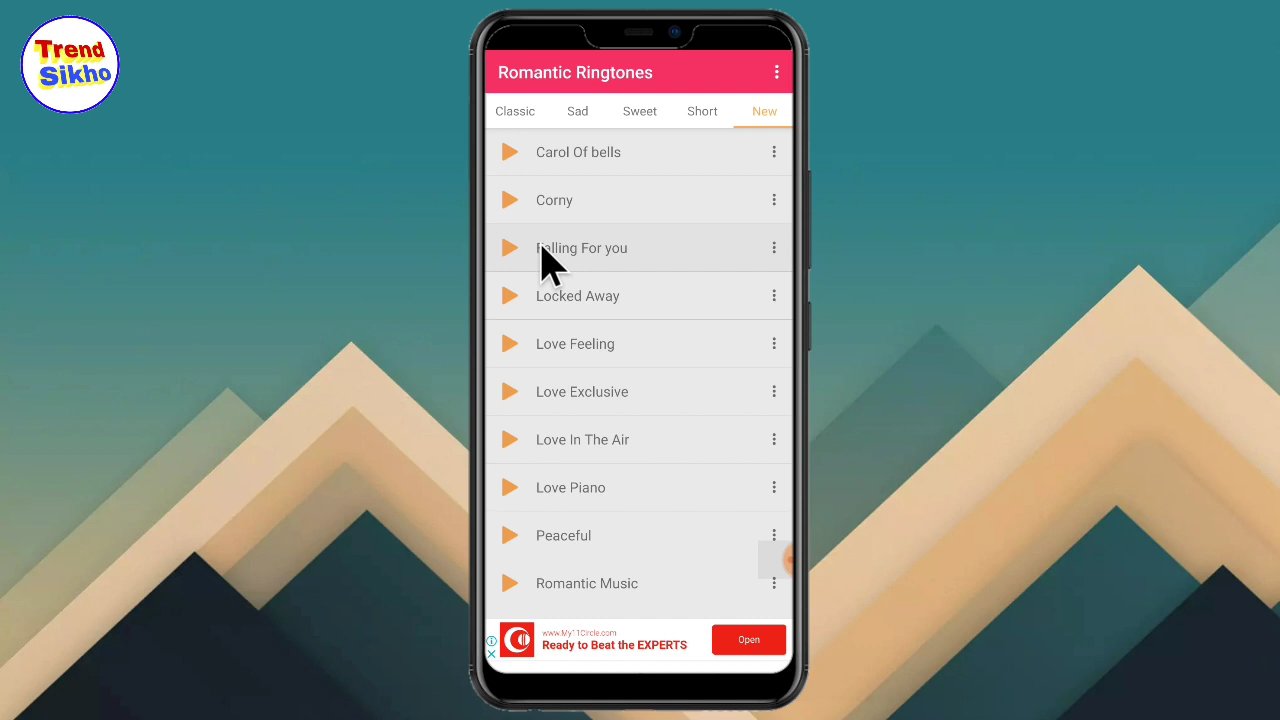 Trend
Sikho
Romantic Ringtones
Classic Sad Sweet Short New
Carol Of bells
Corny
Falling For you
Locked Away
Love Feeling
Love Exclusive
Love In The Air
Love Piano
Peaceful
Romantic Music
www.My11Circle.com
Ready to Beat the EXPERTS
Open